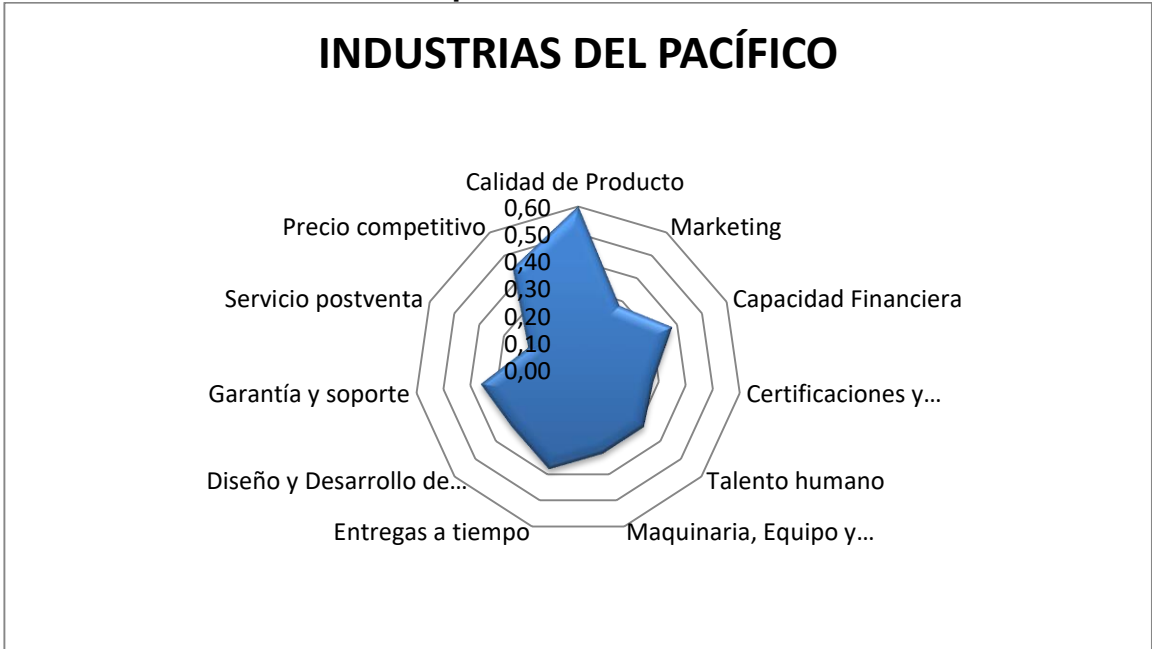 INDUSTRIAS DEL PACÍFICO
Calidad de Producto
Marketing
Capacidad Financiera
Certificaciones y...
Talento humano
Maquinaria, Equipo y...
Entregas a tiempo
Diseño y Desarrollo de...
Garantía y soporte
Servicio postventa
Precio competitivo
0,60
0,50
0,40
0,30
0,20
0,10
0,00